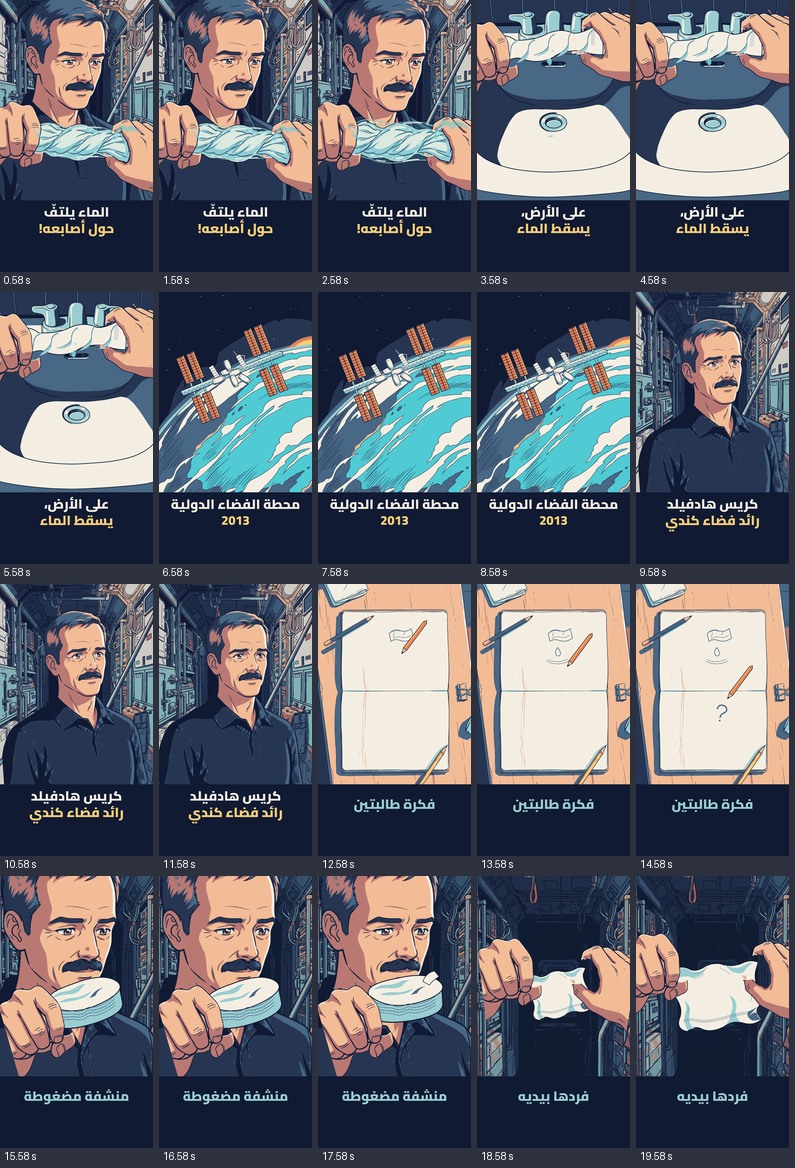 الماء يلتفّ
حول أصابعه!
الماء يلتفّ
حول أصابعه!
الماء يلتفّ
حول أصابعه!
على الأرض،
يسقط الماء
على الأرض،
يسقط الماء
0.58 s
1.58 s
2.58 s
3.58 s
4.58 s
على الأرض،
يسقط الماء
محطة الفضاء الدولية
2013
محطة الفضاء الدولية
2013
محطة الفضاء الدولية
2013
كريس هادفيلد
رائد فضاء كندي
5.58 s
6.58 s
7.58 s
8.58 s
9.58 s
كريس هادفيلد
رائد فضاء كندي
كريس هادفيلد
رائد فضاء كندي
?
فكرة طالبتين
فكرة طالبتين
فكرة طالبتين
10.58 s
11.58 s
12.58 s
13.58 s
14.58 s
منشفة مضغوطة
منشفة مضغوطة
منشفة مضغوطة
فردها بيديه
فردها بيديه
15.58 s
16.58 s
17.58 s
18.58 s
19.58 s